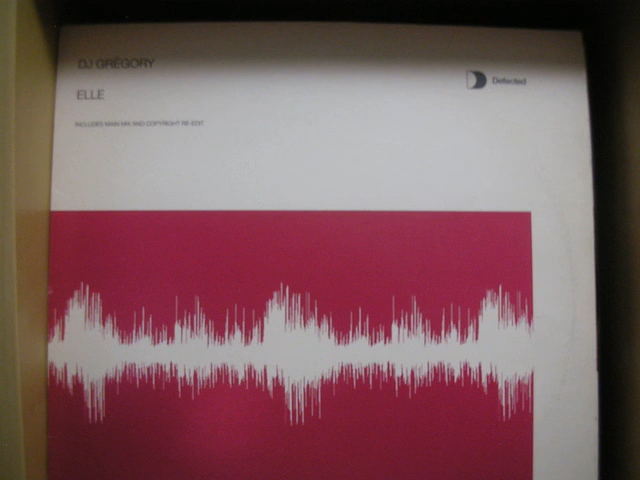 DJ GRÉGORY
Defected
ELLE
INCLUDES MAIN MIX AND COPYRIGHT RE-EDIT